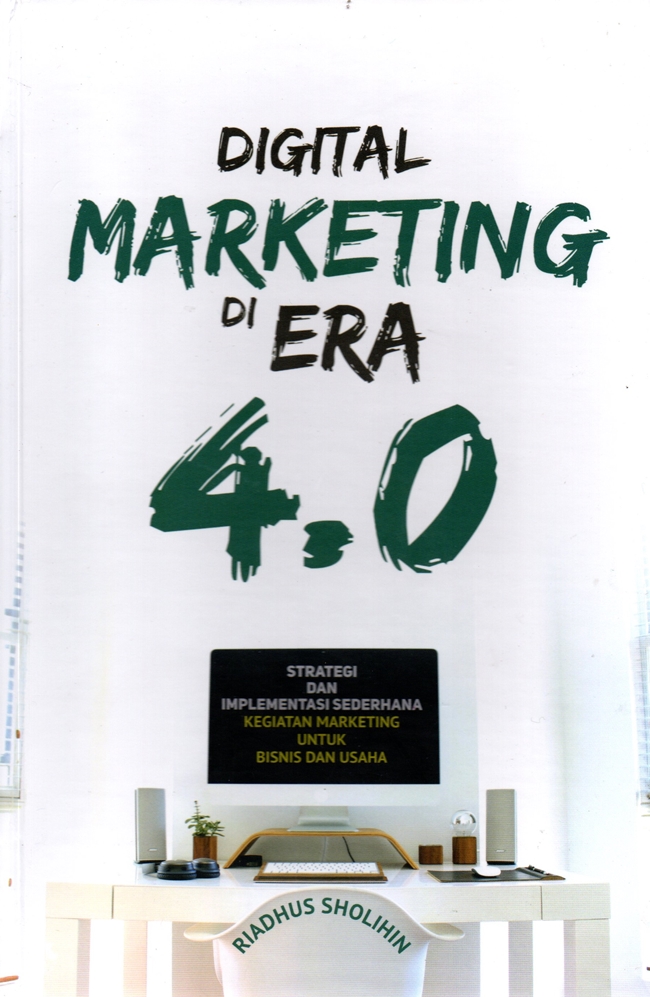 DIGITAL
MARKETING
DI ERA
4.0
STRATEGI
DAN
IMPLEMENTASI SEDERHANA
KEGIATAN MARKETING
UNTUK
BISNIS DAN USAHA
RIADHUS SHOLIHIN